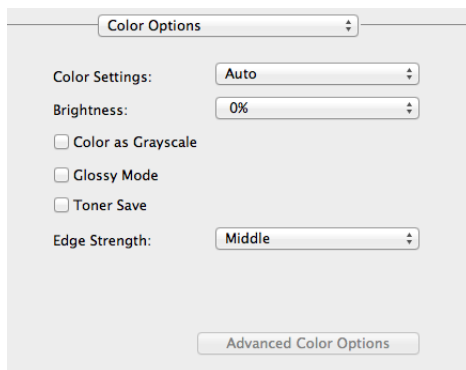 Color Options
Color Settings: Auto
Brightness: 0%
Color as Grayscale
Glossy Mode
Toner Save
Edge Strength: Middle
Advanced Color Options